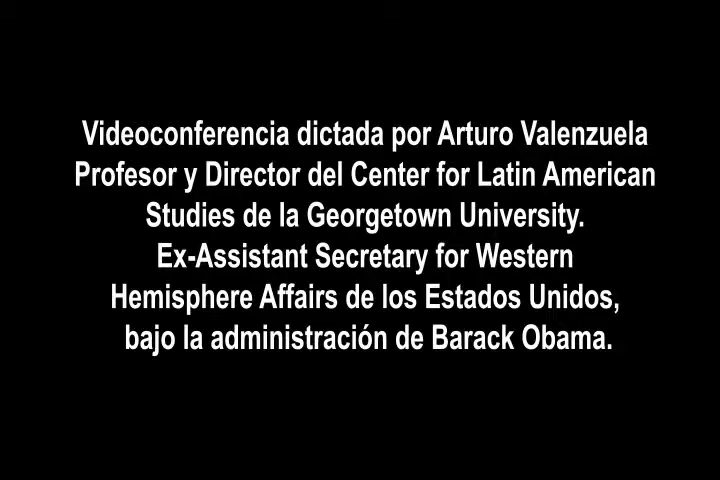 Videoconferencia dictada por Arturo Valenzuela
Profesor y Director del Center for Latin American
Studies de la Georgetown University.
Ex-Assistant Secretary for Western
Hemisphere Affairs de los Estados Unidos,
bajo la administración de Barack Obama.